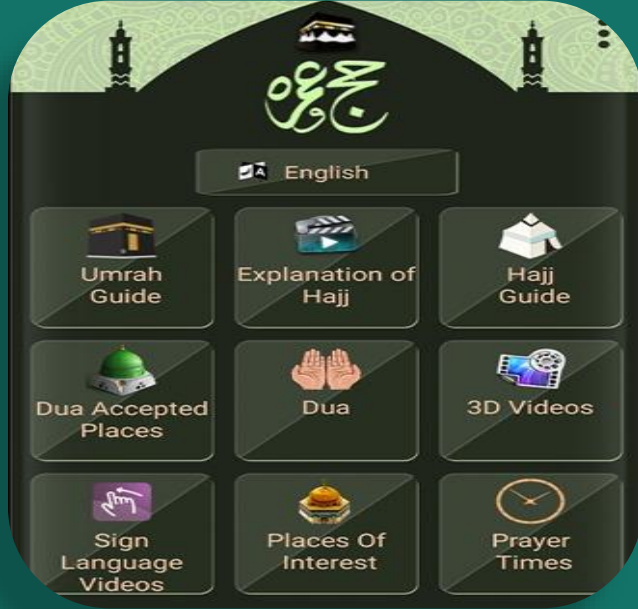 حج و عمرہ
English
Umrah
Guide
Explanation of
Hajj
Hajj
Guide
Dua Accepted
Places
Dua
3D Videos
Sign
Language
Videos
Places Of
Interest
Prayer
Times